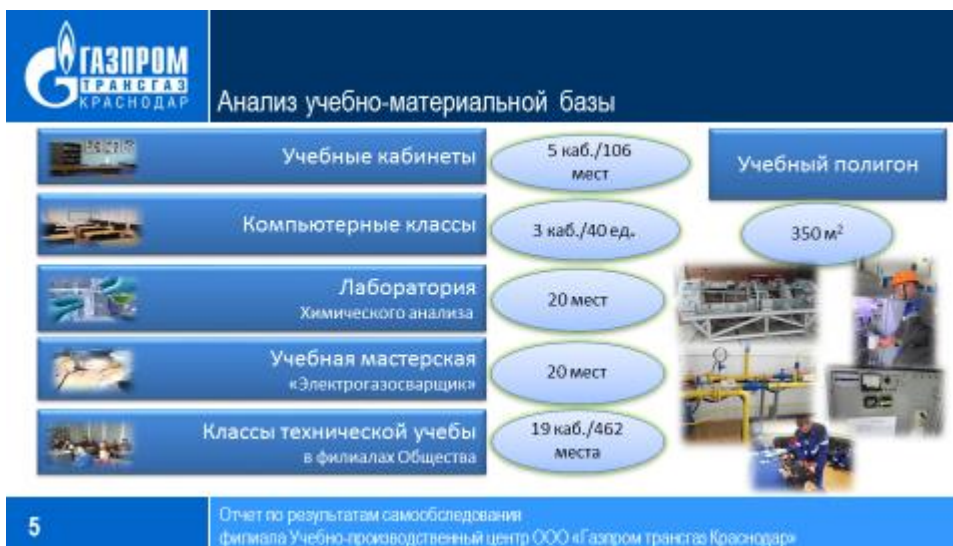 ГАЗПРОМ
ТРАНСГАЗ
КРАСНОДАР
Анализ учебно-материальной базы
Учебные кабинеты
5 каб./106
мест
Учебный полигон
Компьютерные классы
3 каб./40 ед.
350 м²
Лаборатория
Химического анализа
20 мест
Учебная мастерская
«Электрогазосварщик»
20 мест
Классы технической учебы
в филиалах Общества
19 каб./462
места
5
Отчет по результатам самообследования
филиала Учебно-производственный центр ООО «Газпром трансгаз Краснодар»